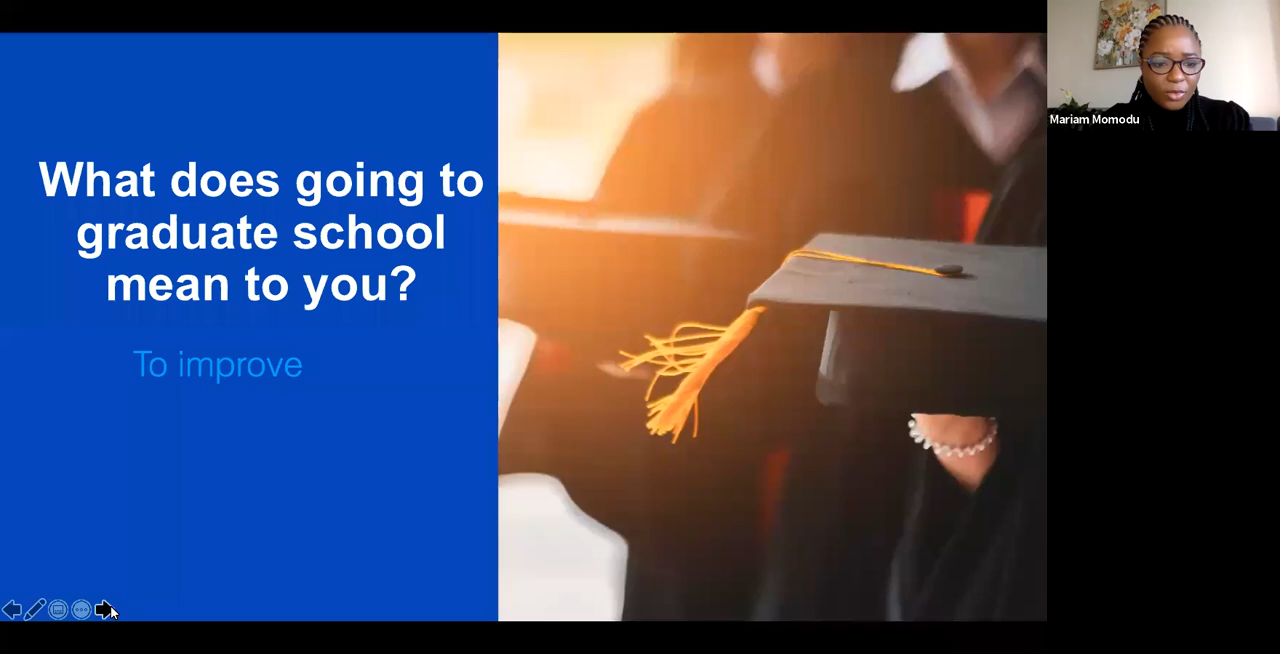 What does going to
graduate school
mean to you?
To improve
Mariam Momodu